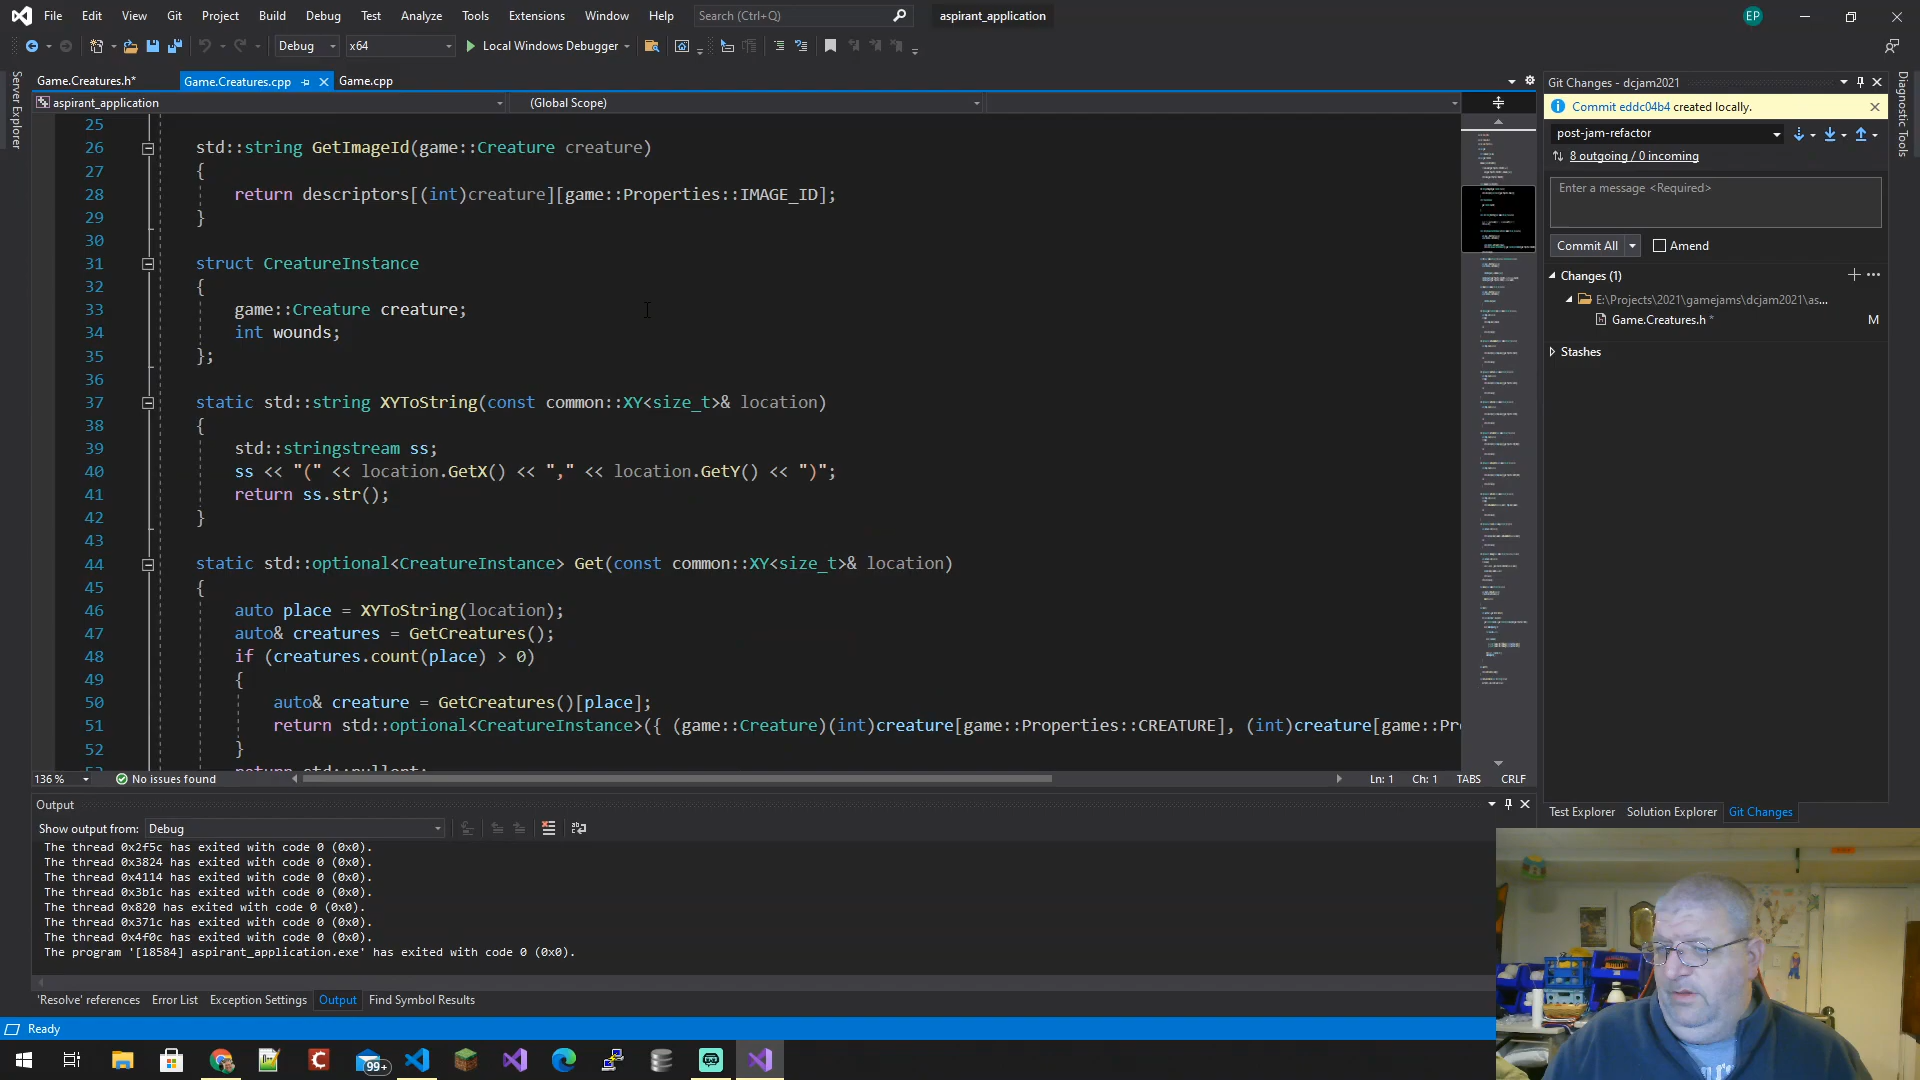 File Edit View Git Project Build Debug Test Analyze Tools Extensions Window Help Search (Ctrl+Q) aspirant_application EP
Debug x64 Local Windows Debugger
Game.Creatures.h* Game.Creatures.cpp Game.cpp
aspirant_application (Global Scope)
25
26 std::string GetImageId(game::Creature creature)
27 {
28 return descriptors[(int)creature][game::Properties::IMAGE_ID];
29 }
30
31 struct CreatureInstance
32 {
33 game::Creature creature;
34 int wounds;
35 };
36
37 static std::string XYToString(const common::XY<size_t>& location)
38 {
39 std::stringstream ss;
40 ss << "(" << location.GetX() << "," << location.GetY() << ")";
41 return ss.str();
42 }
43
44 static std::optional<CreatureInstance> Get(const common::XY<size_t>& location)
45 {
46 auto place = XYToString(location);
47 auto& creatures = GetCreatures();
48 if (creatures.count(place) > 0)
49 {
50 auto& creature = GetCreatures()[place];
51 return std::optional<CreatureInstance>({ (game::Creature)(int)creature[game::Properties::CREATURE], (int)creature[game::Pr
52 }
return std::nullopt;
136 % No issues found Ln: 1 Ch: 1 TABS CRLF
Output
Show output from: Debug
The thread 0x2f5c has exited with code 0 (0x0).
The thread 0x3824 has exited with code 0 (0x0).
The thread 0x4114 has exited with code 0 (0x0).
The thread 0x3b1c has exited with code 0 (0x0).
The thread 0x820 has exited with code 0 (0x0).
The thread 0x371c has exited with code 0 (0x0).
The thread 0x4f0c has exited with code 0 (0x0).
The program '[18584] aspirant_application.exe' has exited with code 0 (0x0).
'Resolve' references Error List Exception Settings Output Find Symbol Results
Ready
99+
Server Explorer
Git Changes - dcjam2021
Commit eddc04b4 created locally.
post-jam-refactor
8 outgoing / 0 incoming
Enter a message <Required>
Commit All Amend
Changes (1)
E:\Projects\2021\gamejams\dcjam2021\as...
Game.Creatures.h * M
Stashes
Test Explorer Solution Explorer Git Changes
Diagnostic Tools